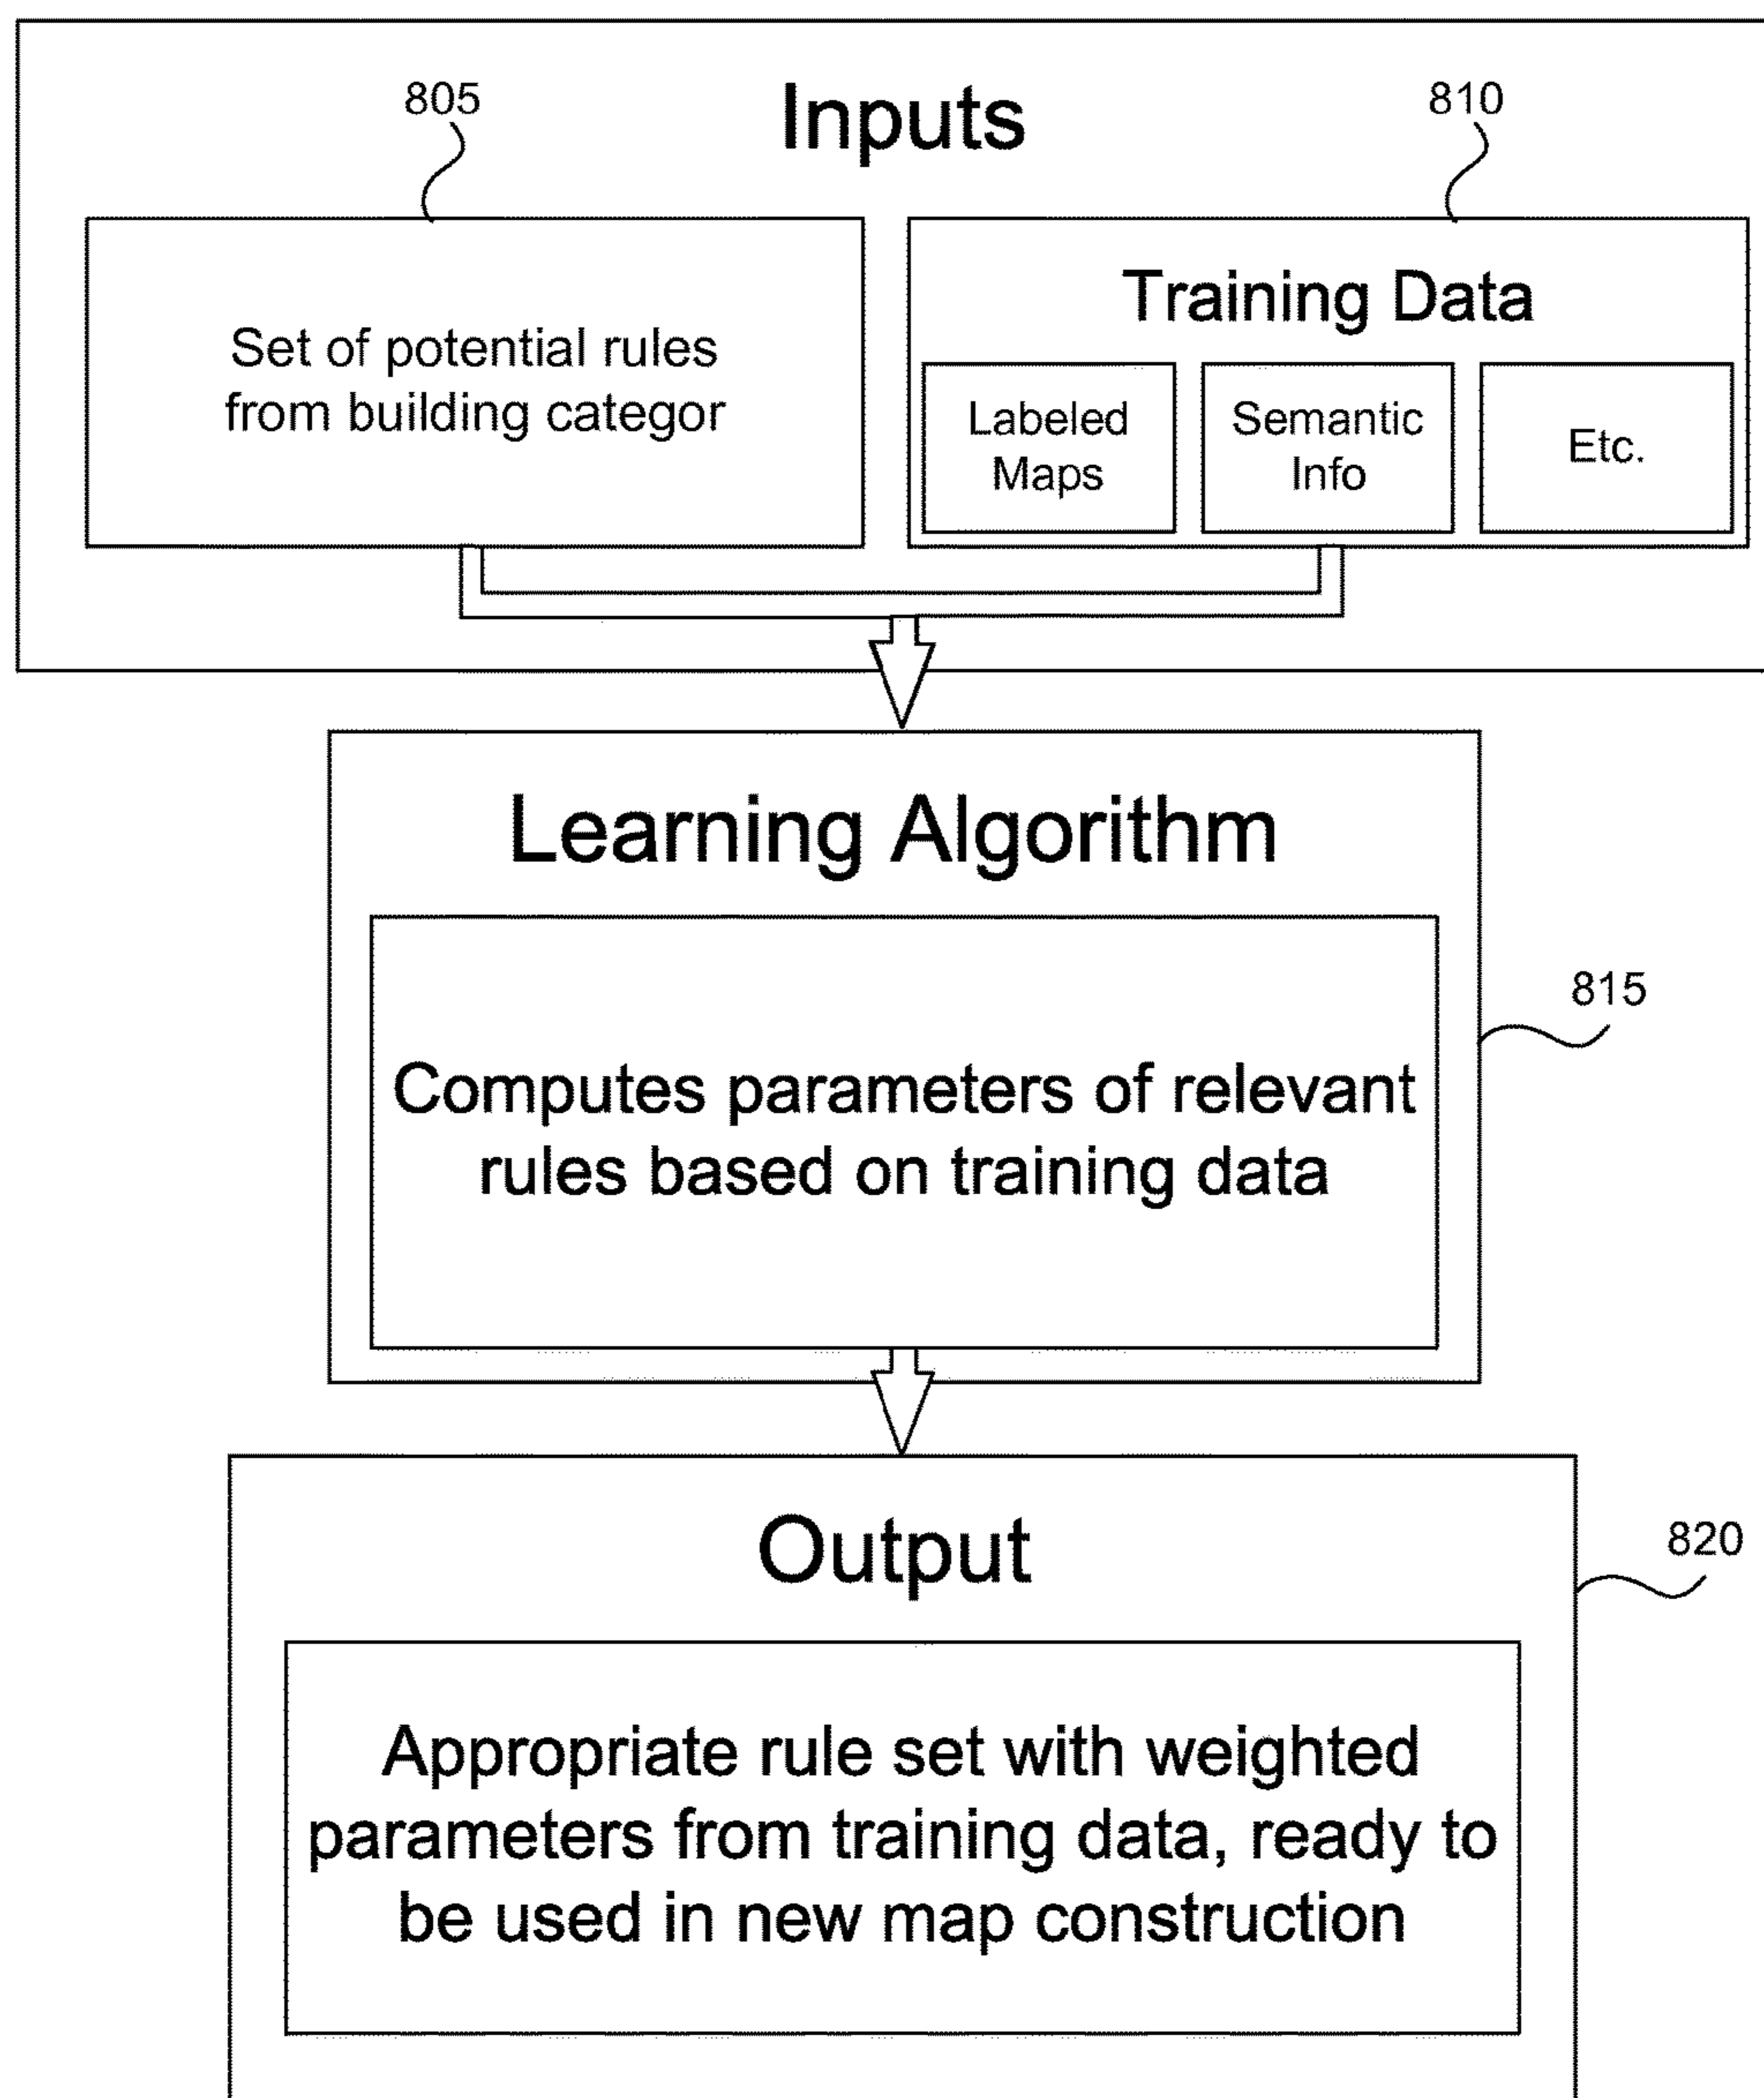 Inputs
805
810
Set of potential rules
from building categor
Training Data
Labeled
Maps
Semantic
Info
Etc.
Learning Algorithm
Computes parameters of relevant
rules based on training data
815
Output
820
Appropriate rule set with weighted
parameters from training data, ready to
be used in new map construction